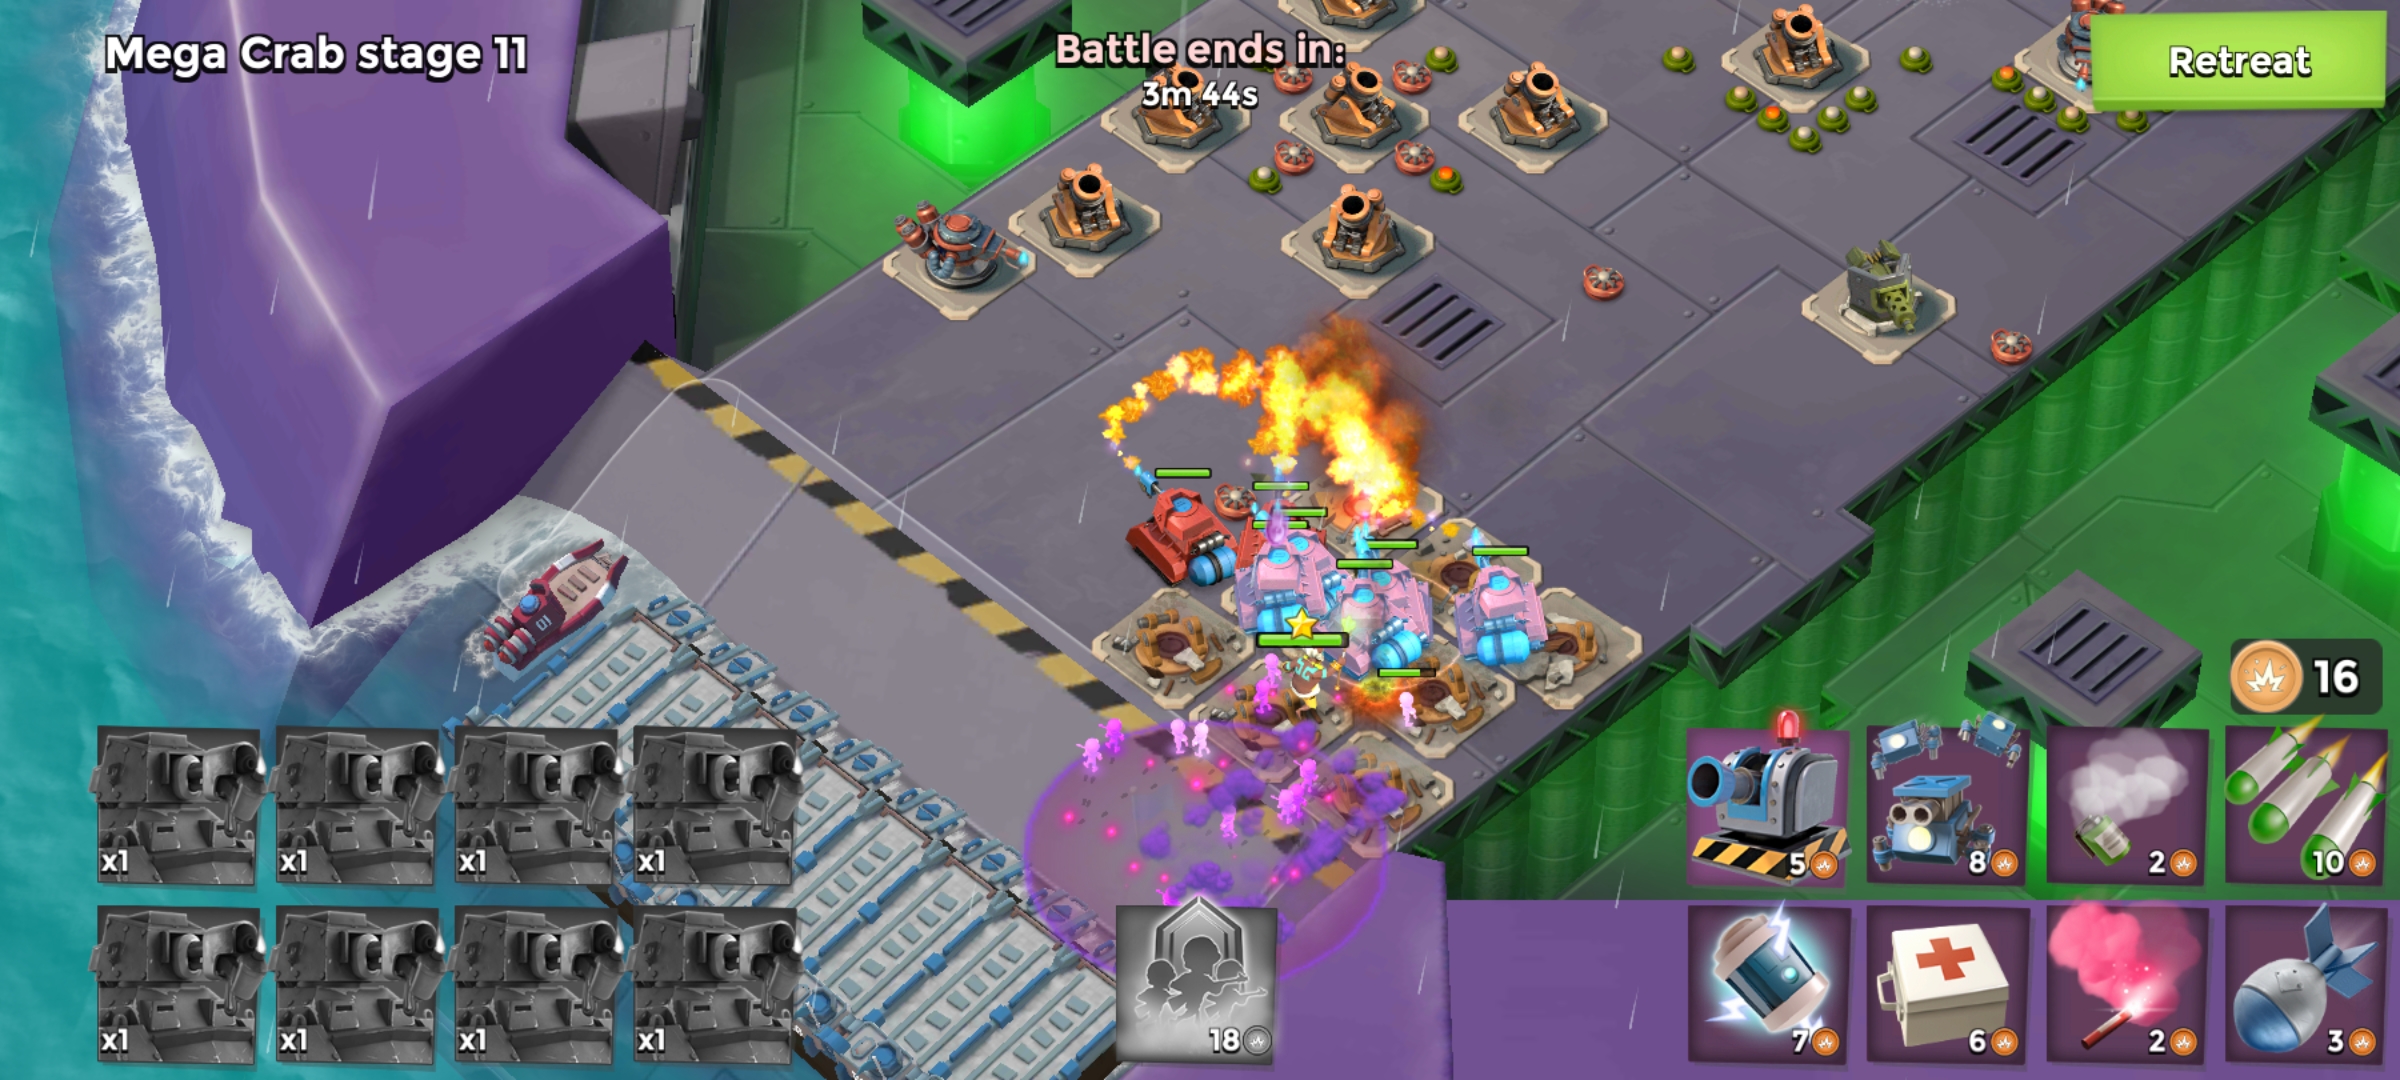 Mega Crab stage 11
Battle ends in:
3m 44s
Retreat
16
x1
x1
x1
x1
5
8
2
10
x1
x1
x1
x1
18
7
6
2
3
01